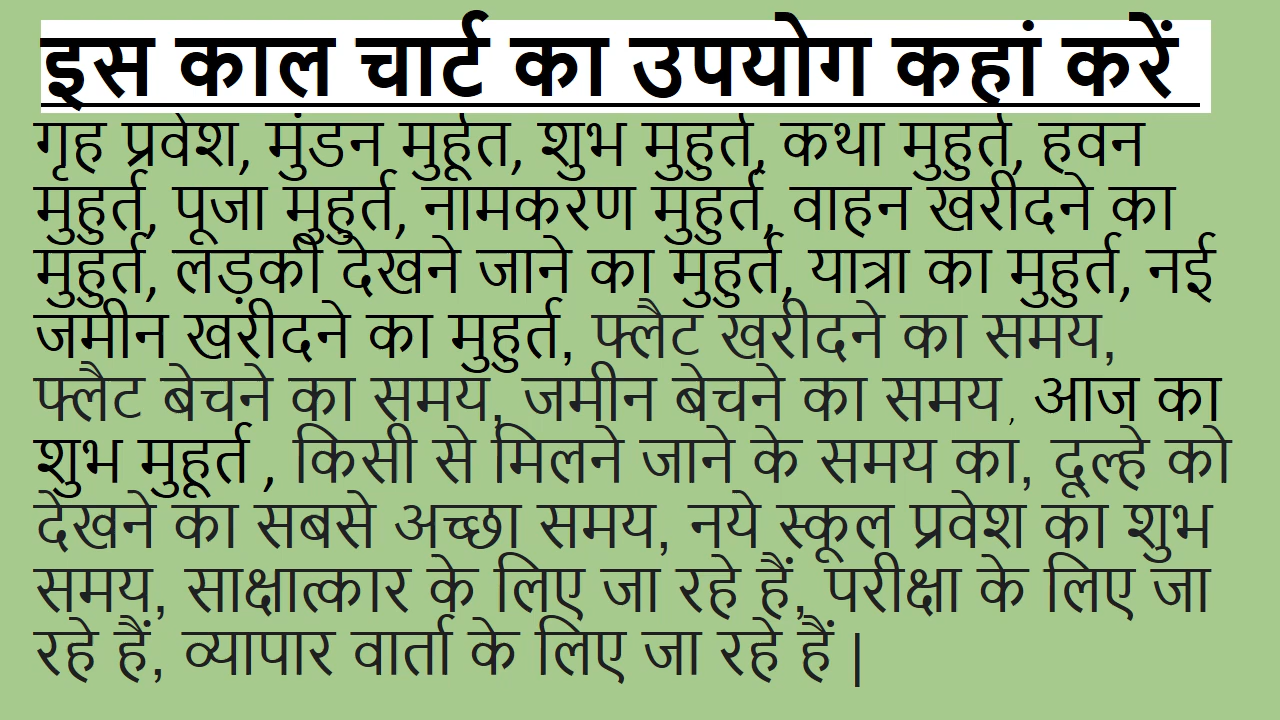 इस काल चार्ट का उपयोग कहां करें
गृह प्रवेश, मुंडन मुर्हूत, शुभ मुहुर्त, कथा मुहुर्त, हवन
मुहुर्त, पूजा मुहुर्त, नामकरण मुहुर्त, वाहन खरीदने का
मुहुर्त, लड़की देखने जाने का मुहुर्त, यात्रा का मुहुर्त, नई
जमीन खरीदने का मुहुर्त, फ्लैट खरीदने का समय,
फ्लैट बेचने का समय, जमीन बेचने का समय, आज का
शुभ मुहूर्त , किसी से मिलने जाने के समय का, दूल्हे को
देखने का सबसे अच्छा समय, नये स्कूल प्रवेश का शुभ
समय, साक्षात्कार के लिए जा रहे हैं, परीक्षा के लिए जा
रहे हैं, व्यापार वार्ता के लिए जा रहे हैं |